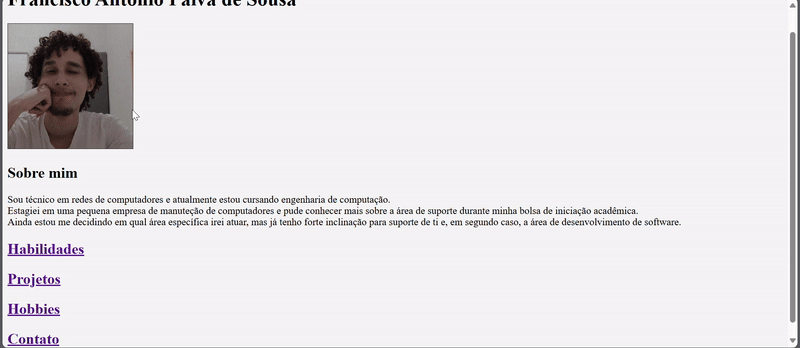 Francisco Antonio Paiva de Sousa
Sobre mim
Sou técnico em redes de computadores e atualmente estou cursando engenharia de computação.
Estagiei em uma pequena empresa de manuteção de computadores e pude conhecer mais sobre a área de suporte durante minha bolsa de iniciação acadêmica.
Ainda estou me decidindo em qual área específica irei atuar, mas já tenho forte inclinação para suporte de ti e, em segundo caso, a área de desenvolvimento de software.
Habilidades
Projetos
Hobbies
Contato